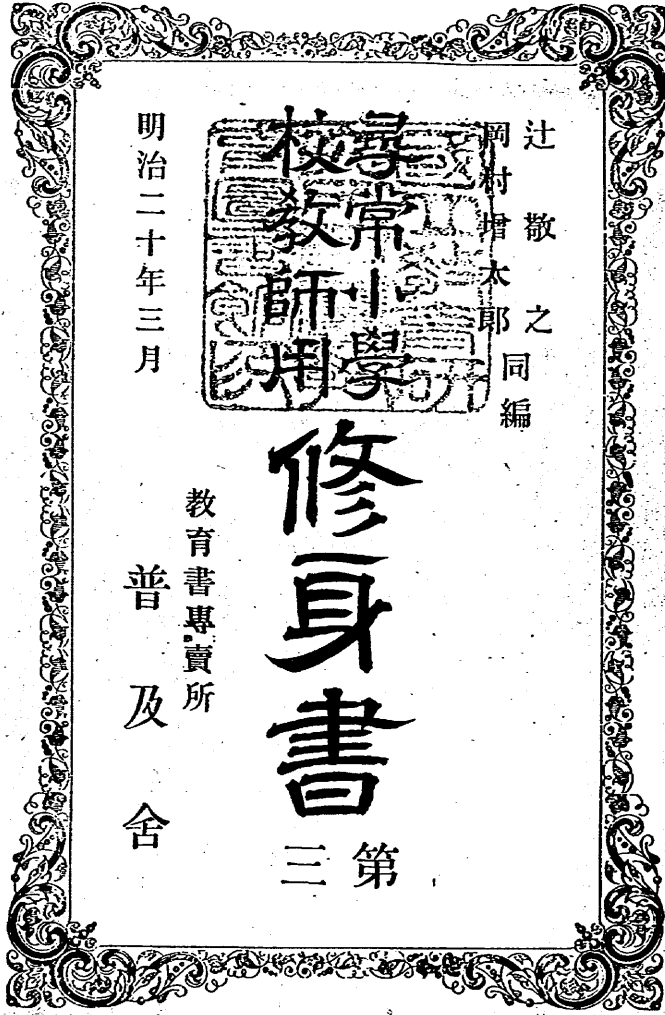 辻敬之
岡村増太郎
同編
尋常小學
校教師用
修身書
第三
教育書專賣所
普及舍
明治二十年三月